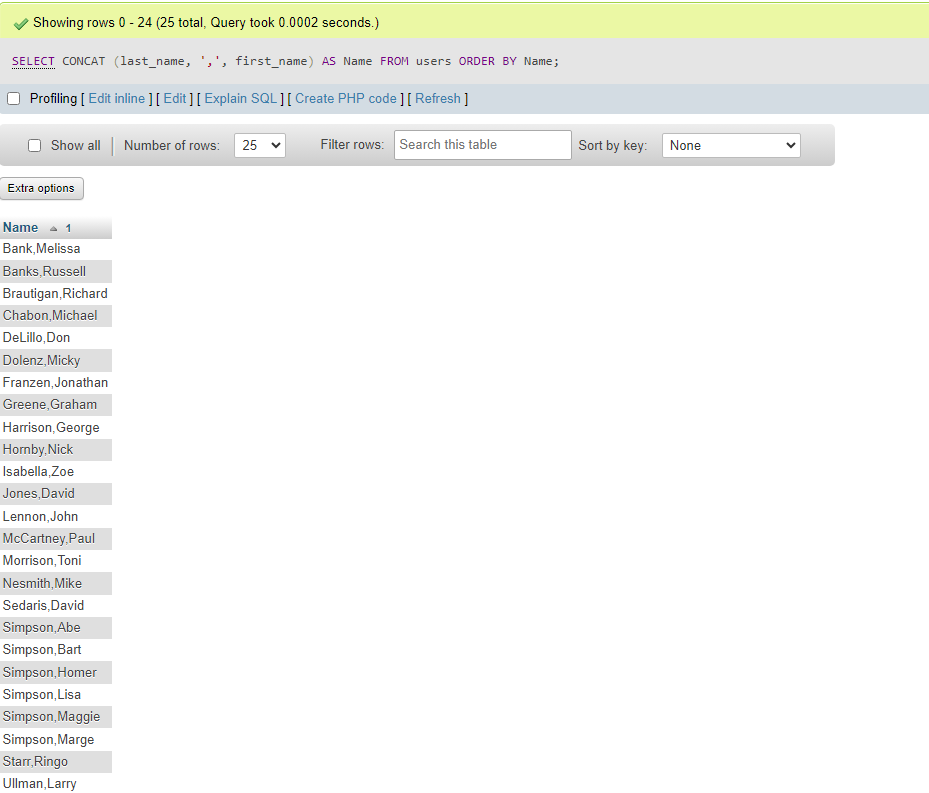 Showing rows 0 - 24 (25 total, Query took 0.0002 seconds.)
SELECT CONCAT (last_name, ',', first_name) AS Name FROM users ORDER BY Name;
Profiling [ Edit inline ] [ Edit ] [ Explain SQL ] [ Create PHP code ] [ Refresh ]
Show all | Number of rows: 25 Filter rows: Search this table Sort by key: None
Extra options
Name 1
Bank,Melissa
Banks,Russell
Brautigan,Richard
Chabon,Michael
DeLillo,Don
Dolenz,Micky
Franzen,Jonathan
Greene,Graham
Harrison,George
Hornby,Nick
Isabella,Zoe
Jones,David
Lennon,John
McCartney,Paul
Morrison,Toni
Nesmith,Mike
Sedaris,David
Simpson,Abe
Simpson,Bart
Simpson,Homer
Simpson,Lisa
Simpson,Maggie
Simpson,Marge
Starr,Ringo
Ullman,Larry